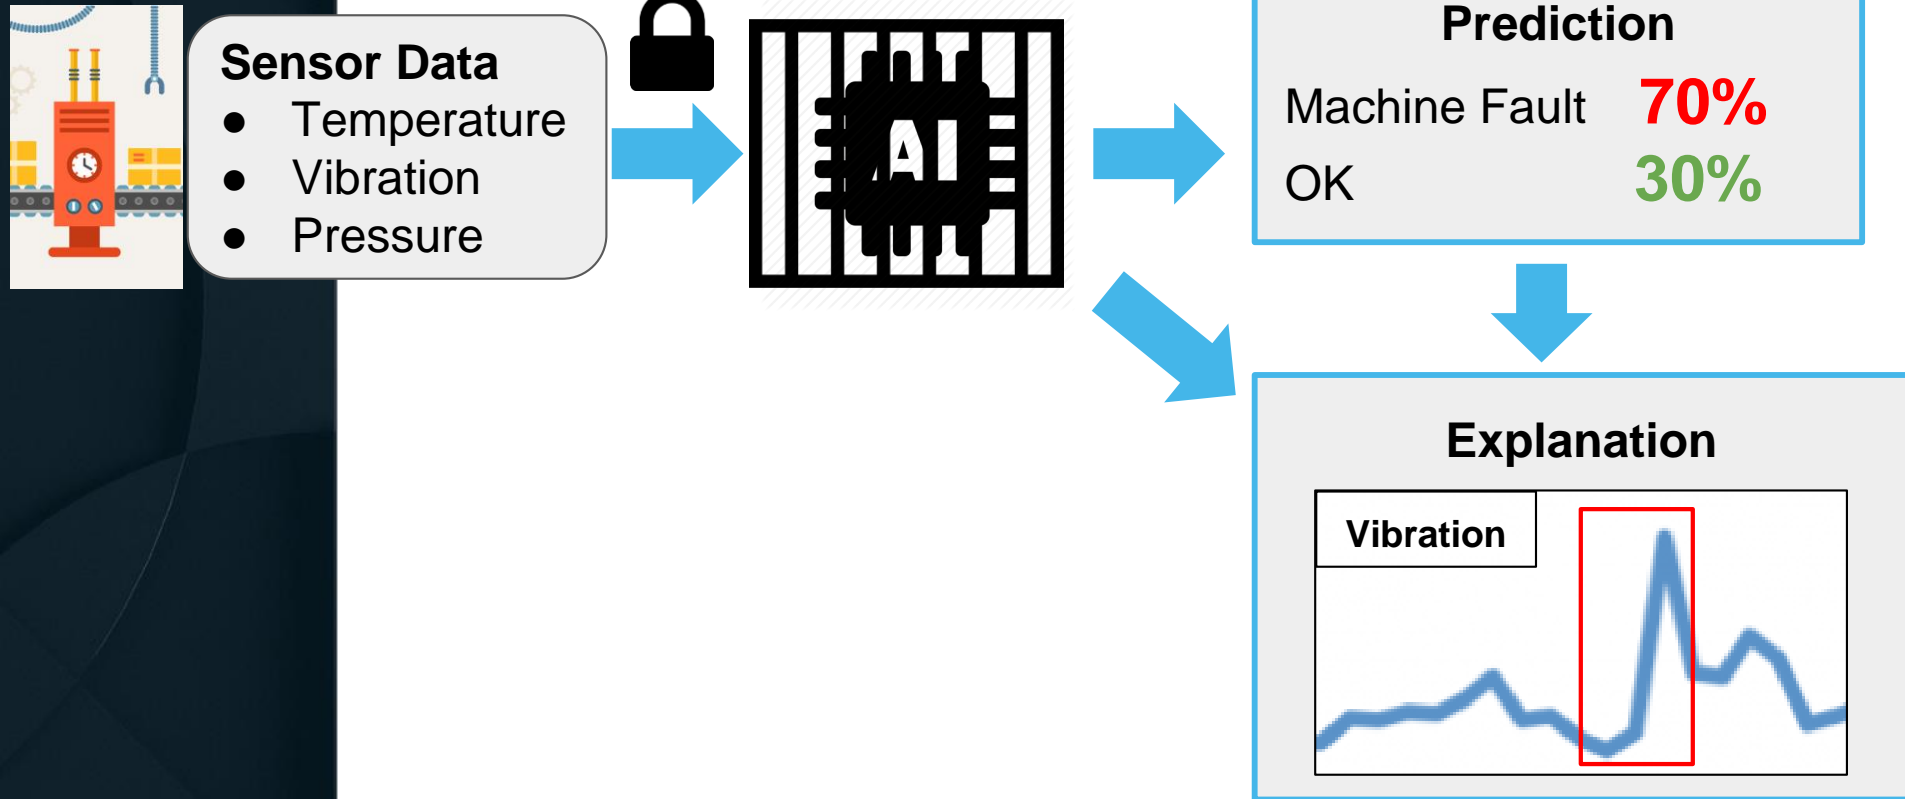 Sensor Data
● Temperature
● Vibration
● Pressure
AI
Prediction
Machine Fault 70%
OK 30%
Explanation
Vibration